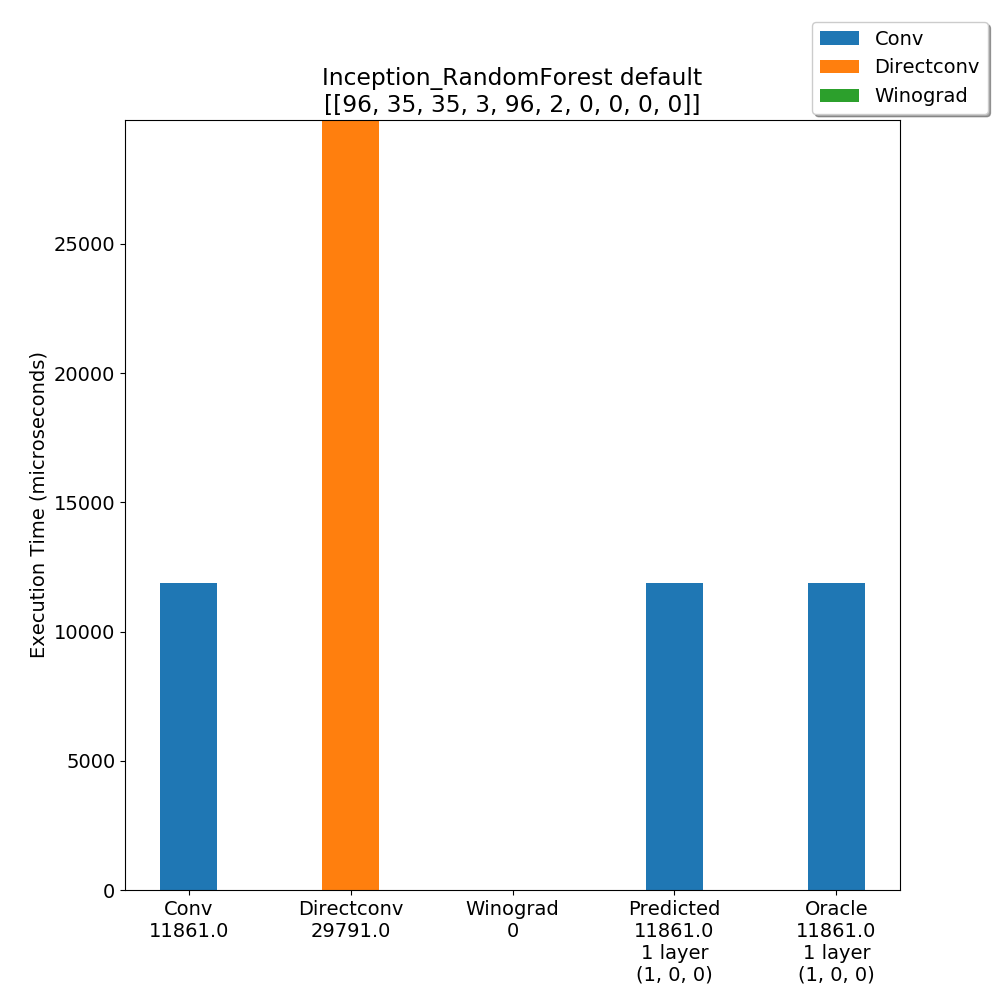 Conv
Directconv
Winograd
Inception_RandomForest default
[[96, 35, 35, 3, 96, 2, 0, 0, 0, 0]]
Execution Time (microseconds)
25000
20000
15000
10000
5000
0
Conv
11861.0
Directconv
29791.0
Winograd
0
Predicted
11861.0
1 layer
(1, 0, 0)
Oracle
11861.0
1 layer
(1, 0, 0)